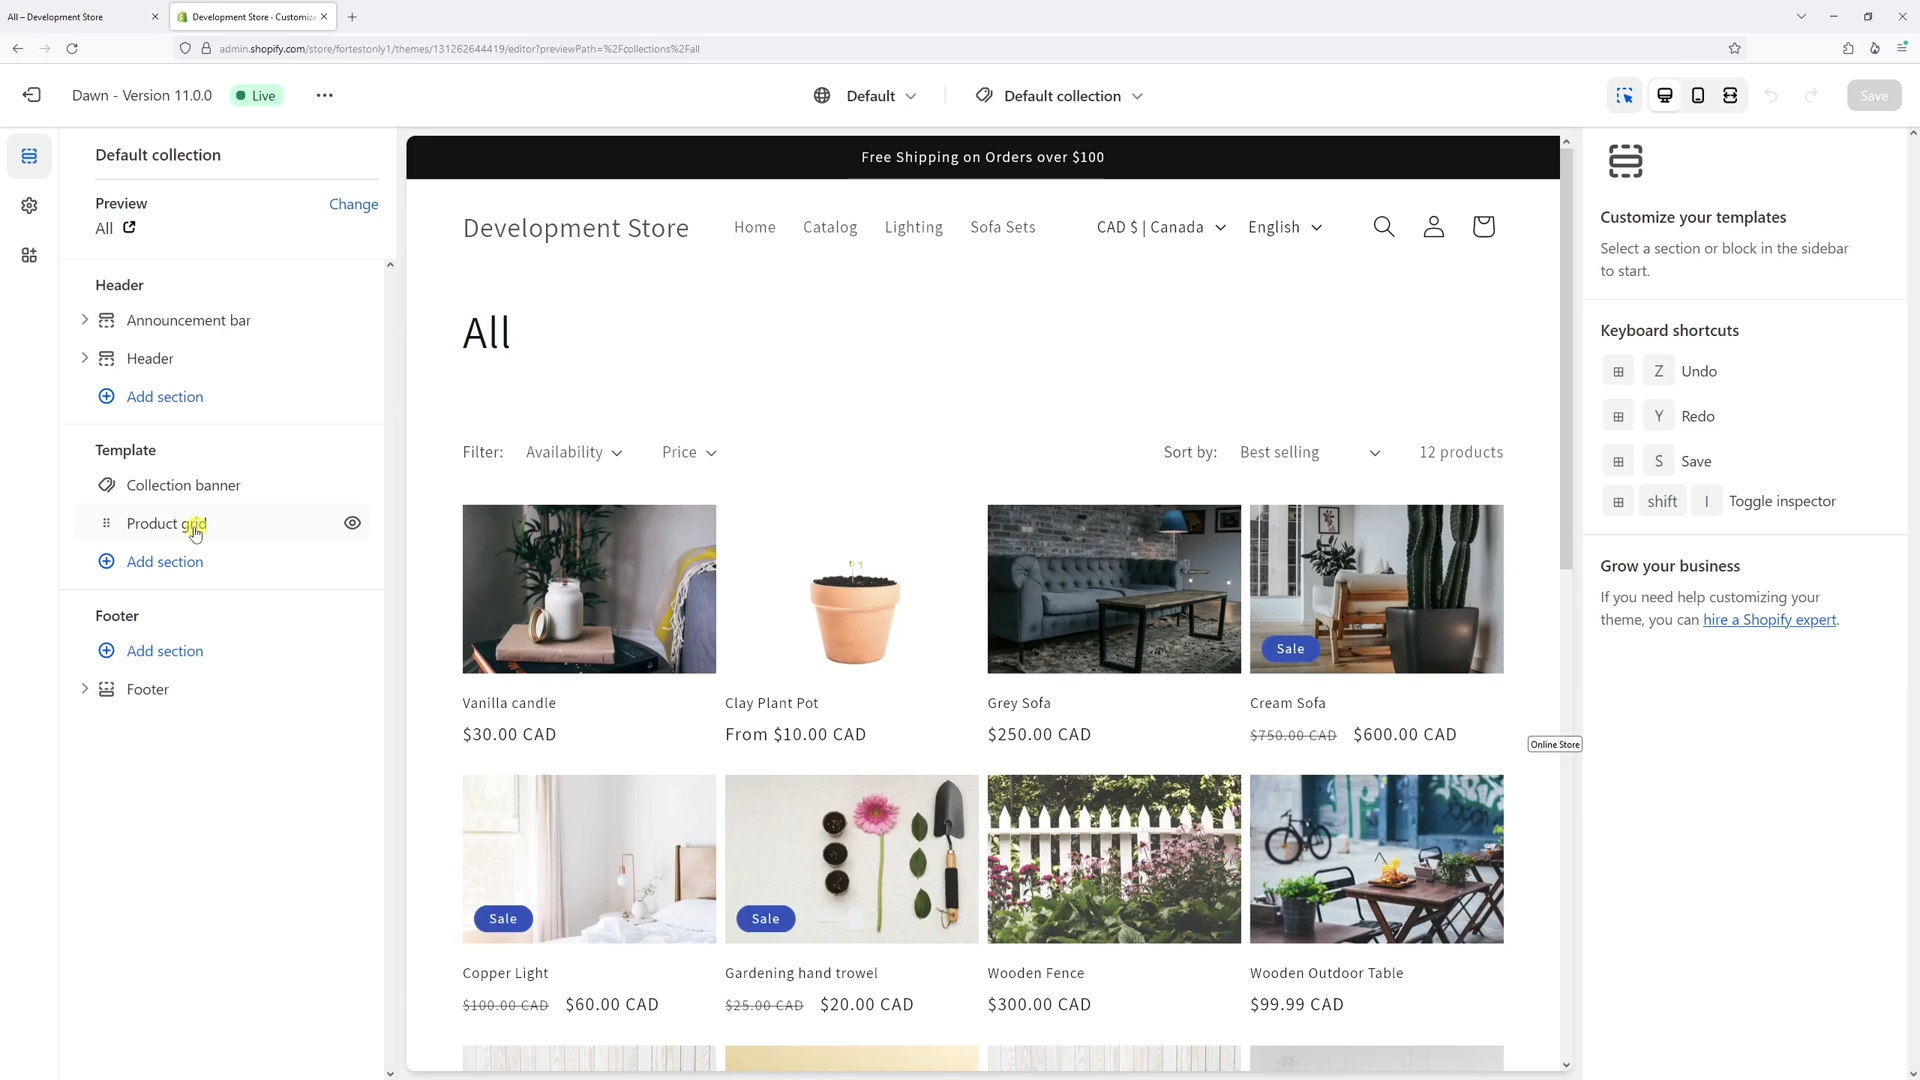 All – Development Store
Development Store · Customize
admin.shopify.com/store/fortestonly1/themes/131262644419/editor?previewPath=%2Fcollections%2Fall
Dawn - Version 11.0.0
Live
Default
Default collection
Save
Default collection
Preview
Change
All
Header
Announcement bar
Header
Add section
Template
Collection banner
Product grid
Add section
Footer
Add section
Footer
Free Shipping on Orders over $100
Development Store
Home
Catalog
Lighting
Sofa Sets
CAD $ | Canada
English
All
Filter:
Availability
Price
Sort by:
Best selling
12 products
Sale
Vanilla candle
Clay Plant Pot
Grey Sofa
Cream Sofa
$30.00 CAD
From $10.00 CAD
$250.00 CAD
$750.00 CAD $600.00 CAD
Online Store
Sale
Sale
Copper Light
Gardening hand trowel
Wooden Fence
Wooden Outdoor Table
$100.00 CAD $60.00 CAD
$25.00 CAD $20.00 CAD
$300.00 CAD
$99.99 CAD
Customize your templates
Select a section or block in the sidebar
to start.
Keyboard shortcuts
Z Undo
Y Redo
S Save
shift I Toggle inspector
Grow your business
If you need help customizing your
theme, you can hire a Shopify expert.